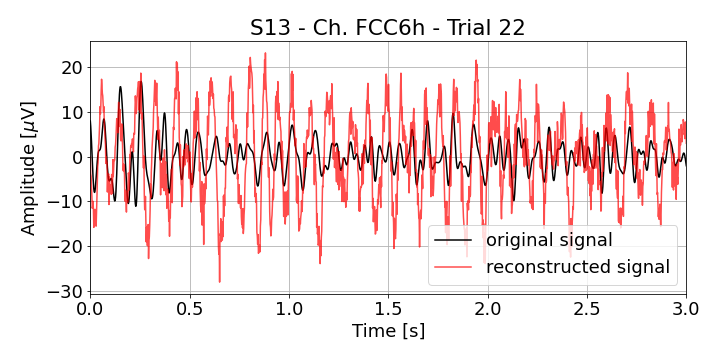 S13 - Ch. FCC6h - Trial 22
Amplitude [μV]
20
10
0
−10
−20
−30
original signal
reconstructed signal
0.0 0.5 1.0 1.5 2.0 2.5 3.0
Time [s]